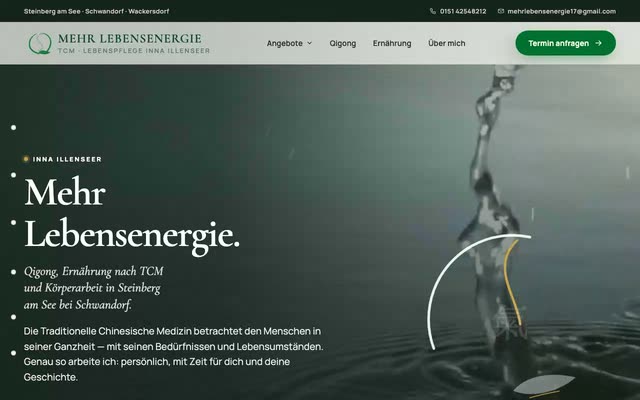 Steinberg am See · Schwandorf · Wackersdorf
0151 42548212
mehrlebensenergie17@gmail.com
MEHR LEBENSENERGIE
TCM - LEBENSPFLEGE INNA ILLENSEER
Angebote
Qigong
Ernährung
Über mich
Termin anfragen →
INNA ILLENSEER
Mehr
Lebensenergie.
Qigong, Ernährung nach TCM
und Körperarbeit in Steinberg
am See bei Schwandorf.
Die Traditionelle Chinesische Medizin betrachtet den Menschen in
seiner Ganzheit — mit seinen Bedürfnissen und Lebensumständen.
Genau so arbeite ich: persönlich, mit Zeit für dich und deine
Geschichte.